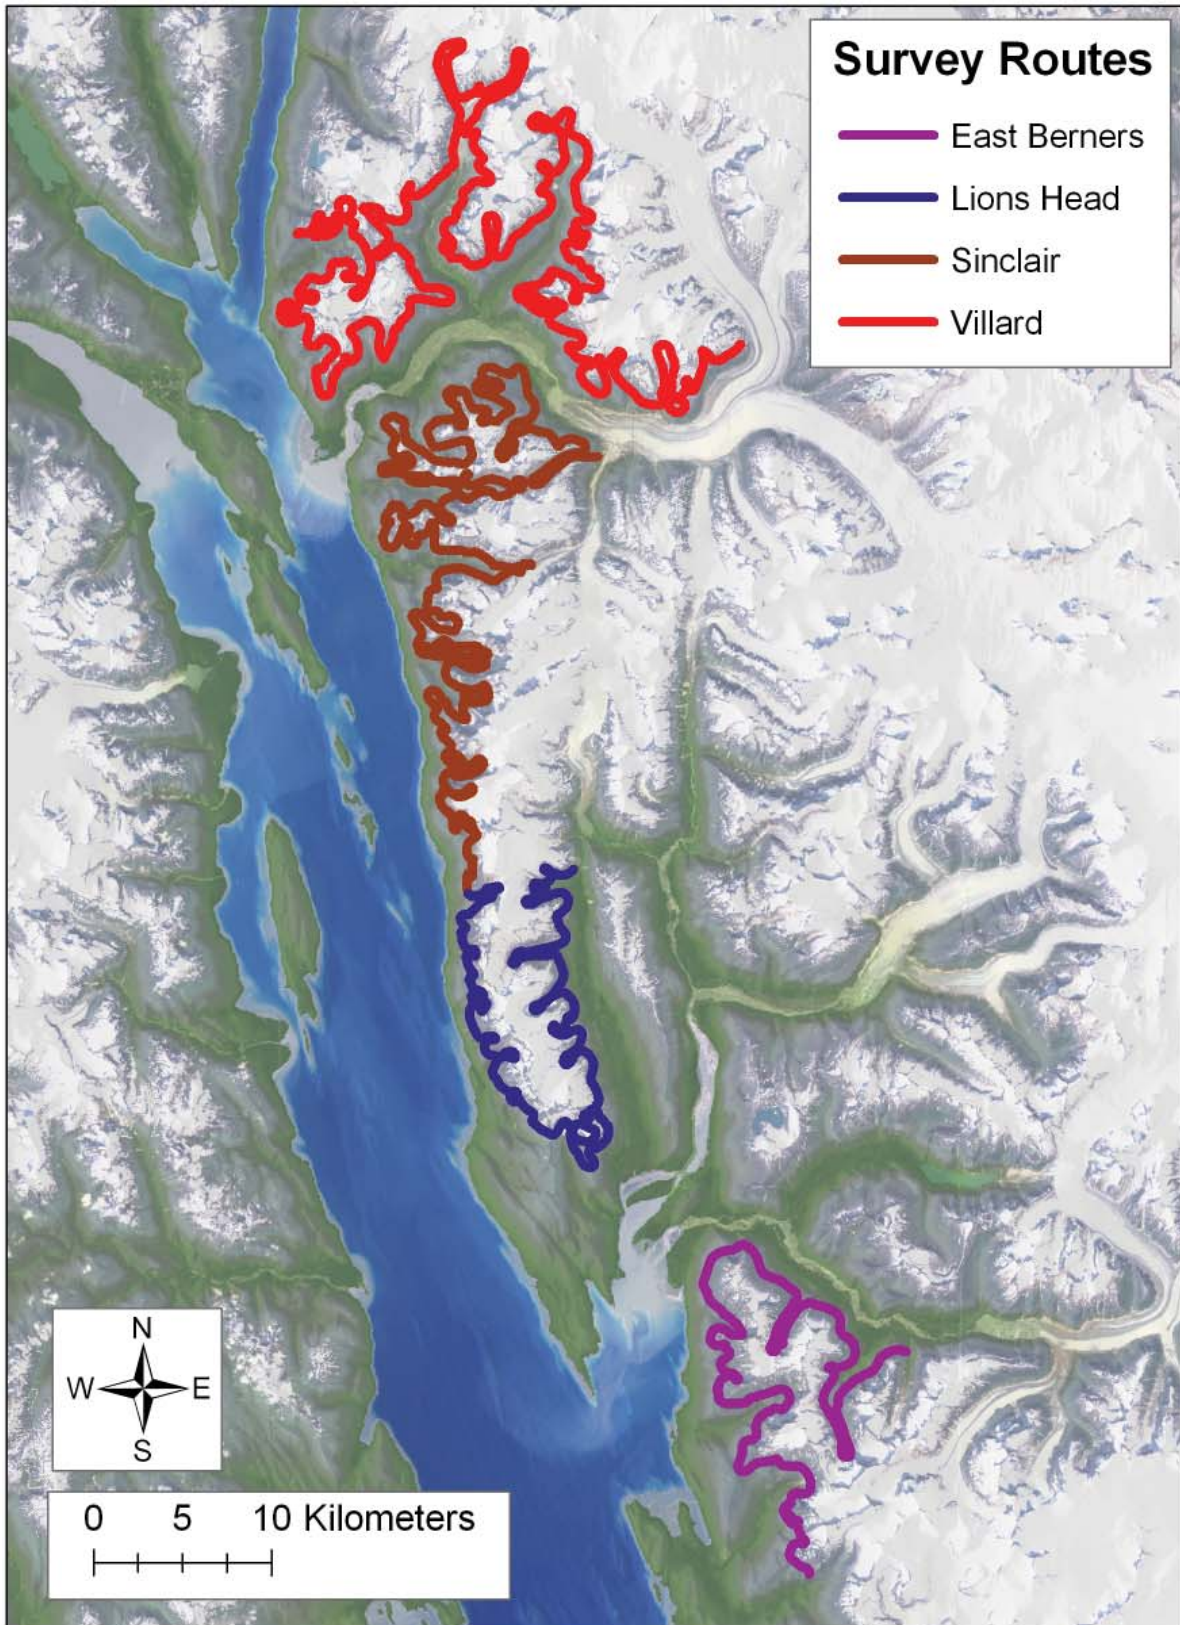 Survey Routes
East Berners
Lions Head
Sinclair
Villard
N
W E
S
0 5 10 Kilometers